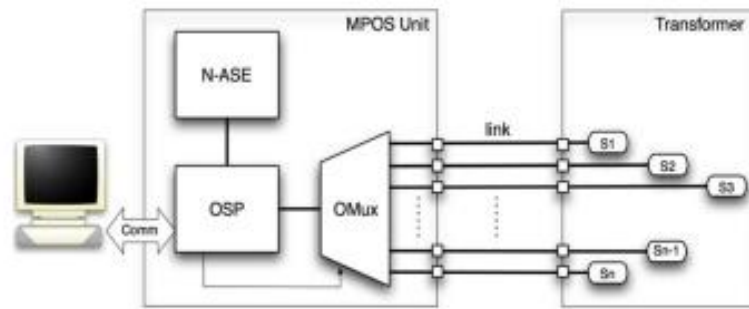 MPOS Unit
Transformer
N-ASE
link
S1
S2
S3
OSP
OMux
Comm
Sn-1
Sn